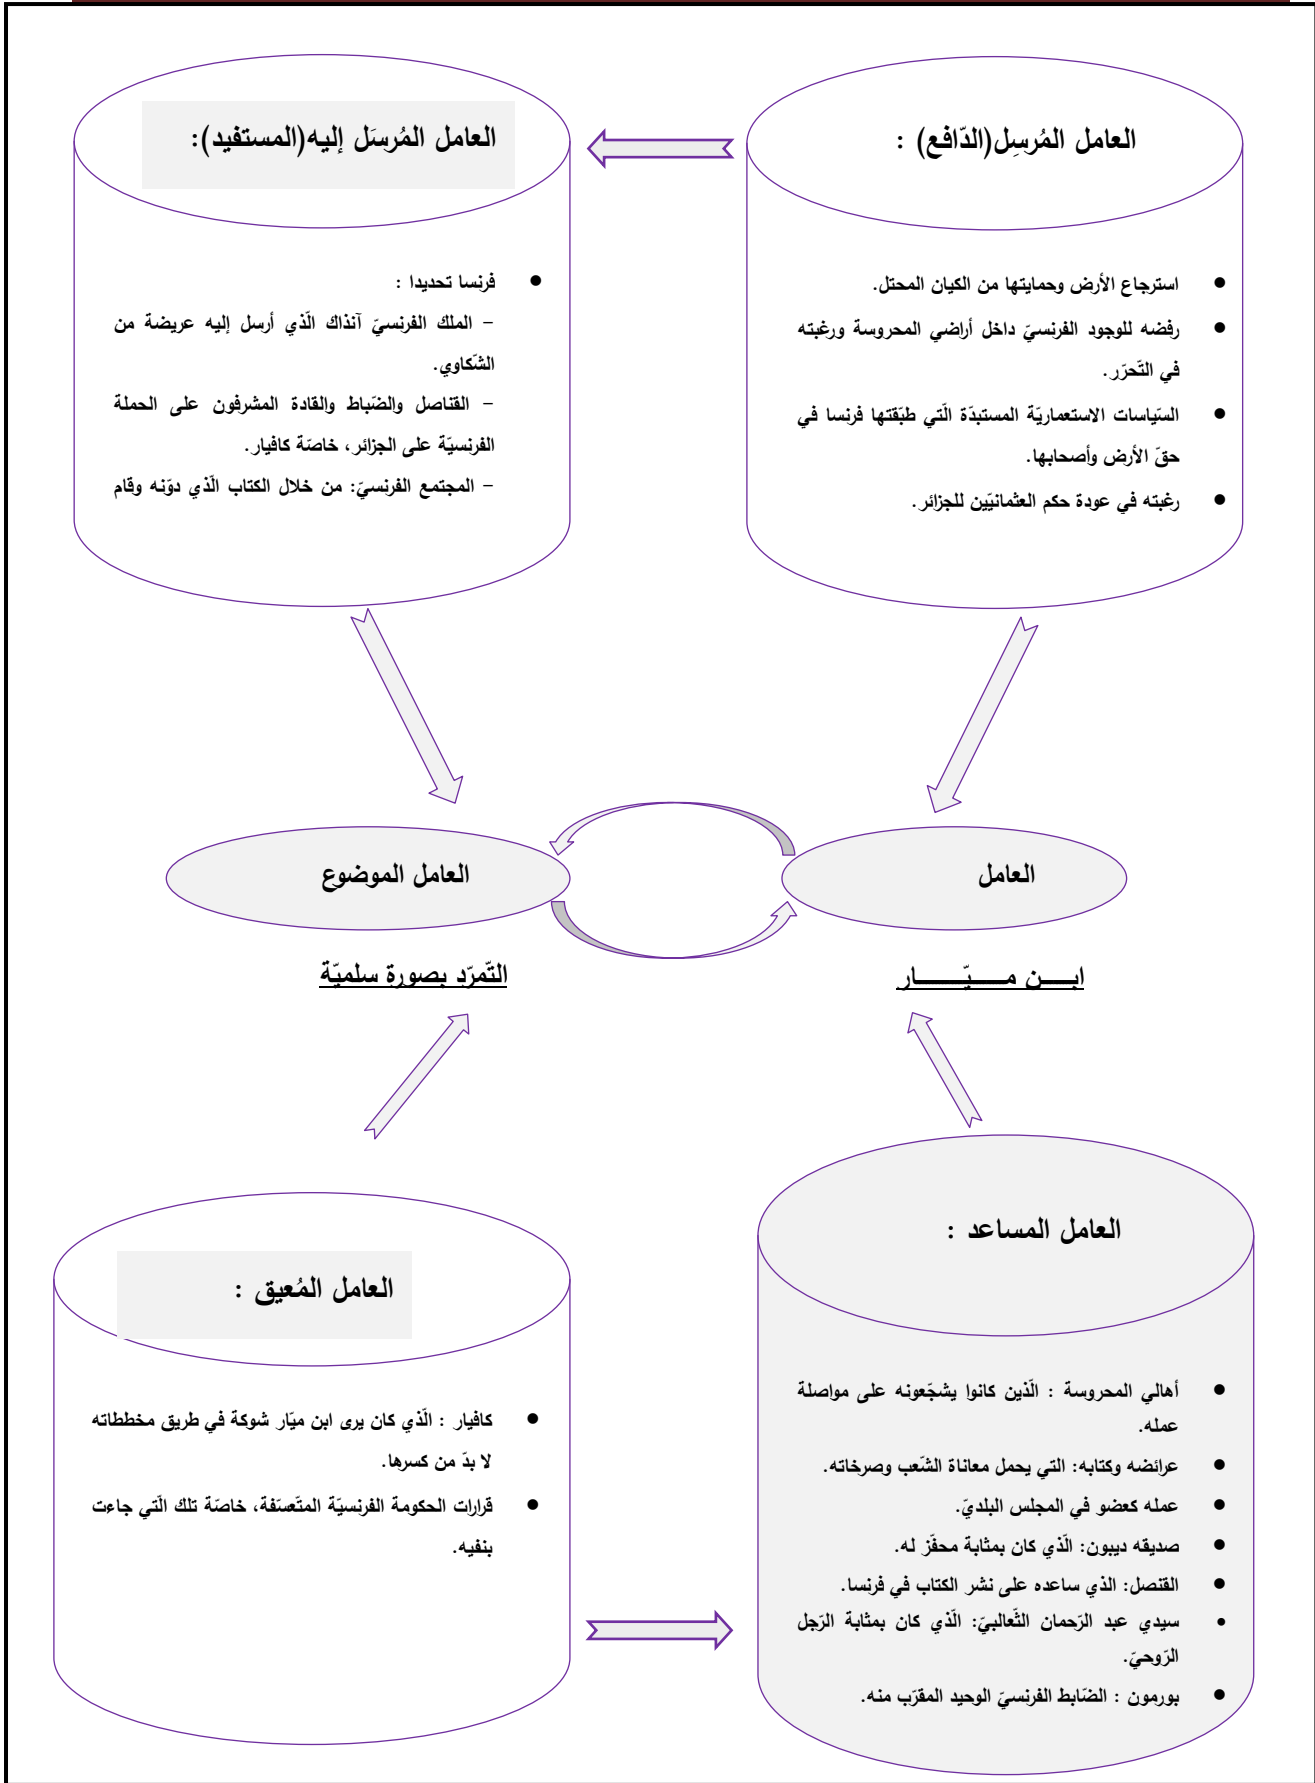 العامل المُرسِل(الدّافع) :
• استرجاع الأرض وحمايتها من الكيان المحتل.
• رفضه للوجود الفرنسيّ داخل أراضي المحروسة ورغبته
في التّحرّر.
• السّياسات الاستعماريّة المستبدّة الّتي طبّقتها فرنسا في
حقّ الأرض وأصحابها.
• رغبته في عودة حكم العثمانيّين للجزائر.
العامل المُرسَل إليه(المستفيد):
• فرنسا تحديدا :
– الملك الفرنسيّ آنذاك الّذي أرسل إليه عريضة من
الشّكاوي.
– القناصل والضّباط والقادة المشرفون على الحملة
الفرنسيّة على الجزائر، خاصّة كافيار.
– المجتمع الفرنسيّ: من خلال الكتاب الّذي دوّنه وقام
العامل
ابــــن مـــــيّـــــــار
العامل الموضوع
التّمرّد بصورة سلميّة
العامل المساعد :
• أهالي المحروسة : الّذين كانوا يشجّعونه على مواصلة
عمله.
• عرائضه وكتابه: التي يحمل معاناة الشّعب وصرخاته.
• عمله كعضو في المجلس البلديّ.
• صديقه ديبون: الّذي كان بمثابة محفّز له.
• القنصل: الذي ساعده على نشر الكتاب في فرنسا.
• سيدي عبد الرّحمان الثّعالبيّ: الّذي كان بمثابة الرّجل
الرّوحيّ.
• بورمون : الضّابط الفرنسيّ الوحيد المقرّب منه.
العامل المُعيق :
• كافيار : الّذي كان يرى ابن ميّار شوكة في طريق مخططاته
لا بدّ من كسرها.
• قرارات الحكومة الفرنسيّة المتّعسّفة، خاصّة تلك الّتي جاءت
بنفيه.